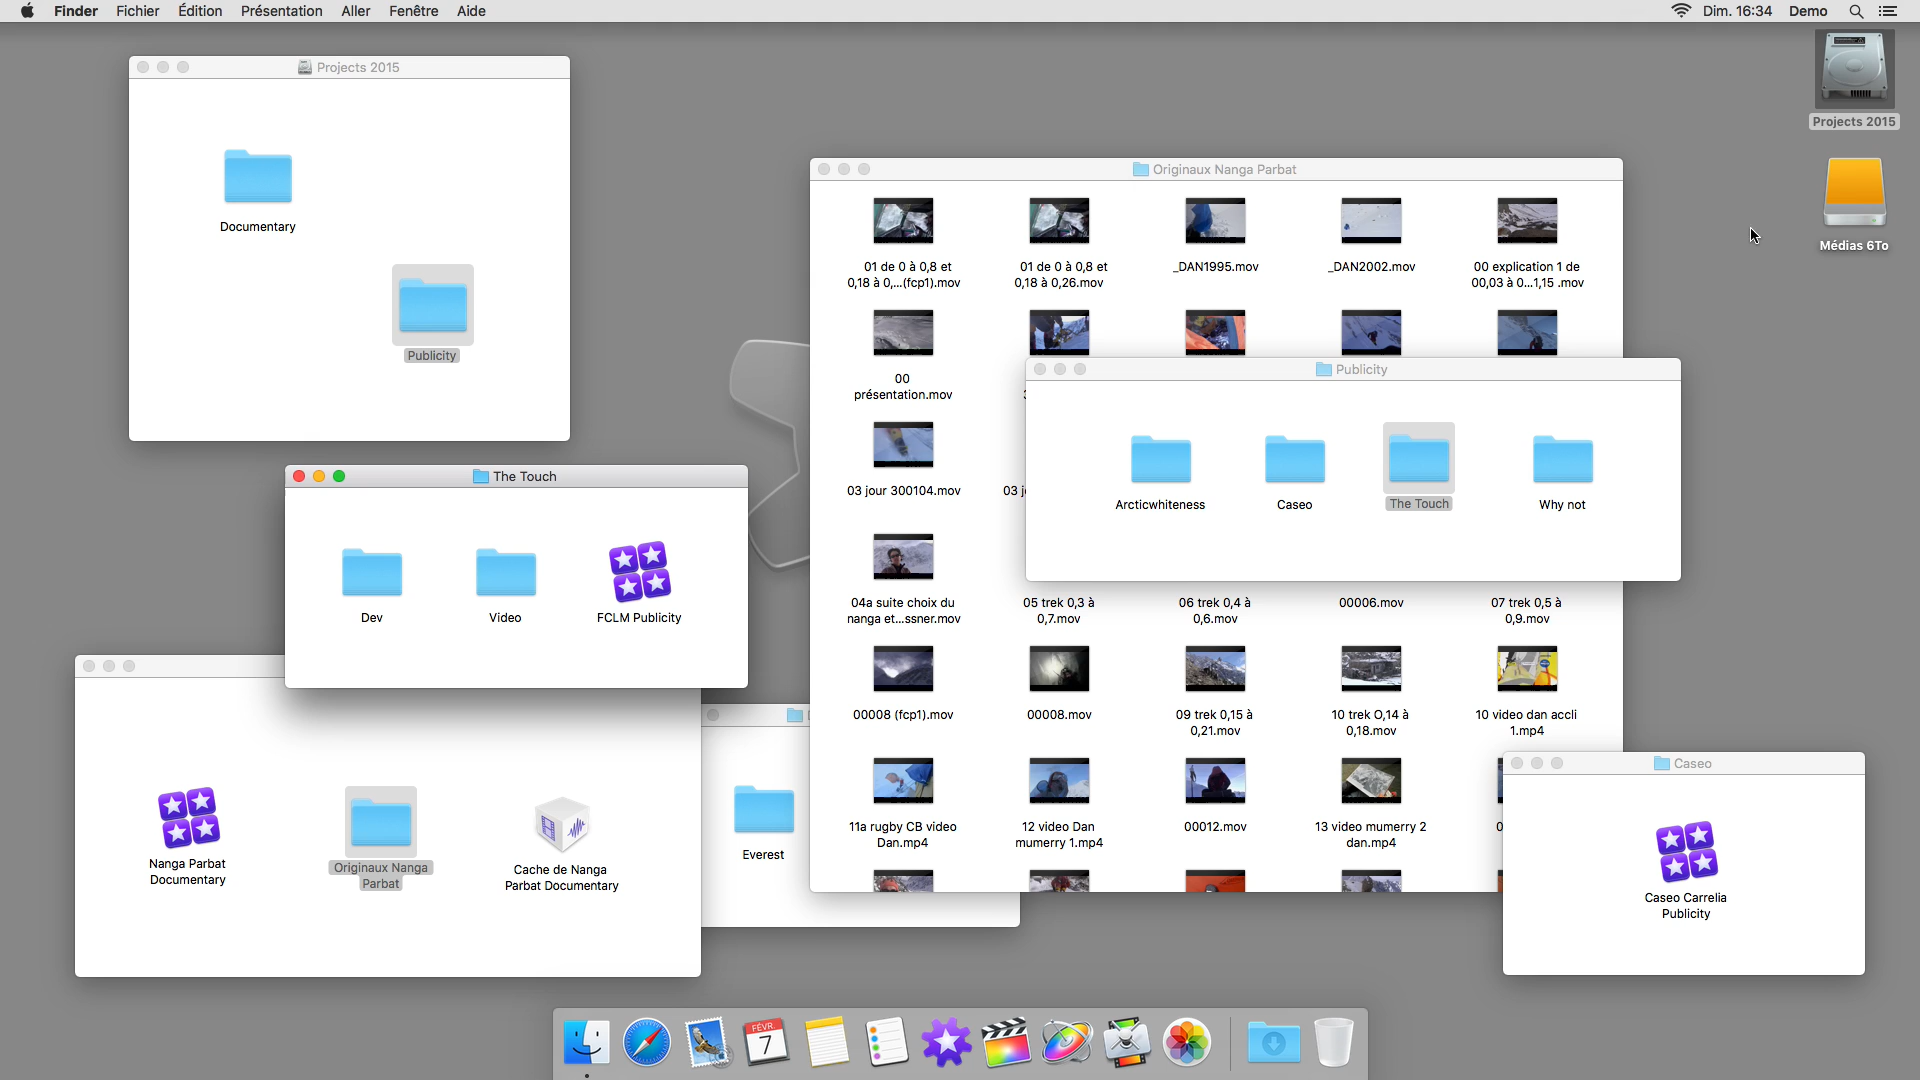 Finder Fichier Édition Présentation Aller Fenêtre Aide Dim. 16:34 Demo
Projects 2015
Documentary
Publicity
Projects 2015
Médias 6To
Originaux Nanga Parbat
01 de 0 à 0,8 et
0,18 à 0,...(fcp1).mov
01 de 0 à 0,8 et
0,18 à 0,26.mov
_DAN1995.mov
_DAN2002.mov
00 explication 1 de
00,03 à 0...1,15 .mov
00
présentation.mov
03 jour 300104.mov
03
04a suite choix du
nanga et...ssner.mov
05 trek 0,3 à
0,7.mov
06 trek 0,4 à
0,6.mov
00006.mov
07 trek 0,5 à
0,9.mov
00008 (fcp1).mov
00008.mov
09 trek 0,15 à
0,21.mov
10 trek O,14 à
0,18.mov
10 video dan accli
1.mp4
11a rugby CB video
Dan.mp4
12 video Dan
mumerry 1.mp4
00012.mov
13 video mumerry 2
dan.mp4
Publicity
Arcticwhiteness
Caseo
The Touch
Why not
The Touch
Dev
Video
FCLM Publicity
Nanga Parbat
Documentary
Originaux Nanga
Parbat
Cache de Nanga
Parbat Documentary
Everest
Caseo
Caseo Carrelia
Publicity
FÉVR.
7